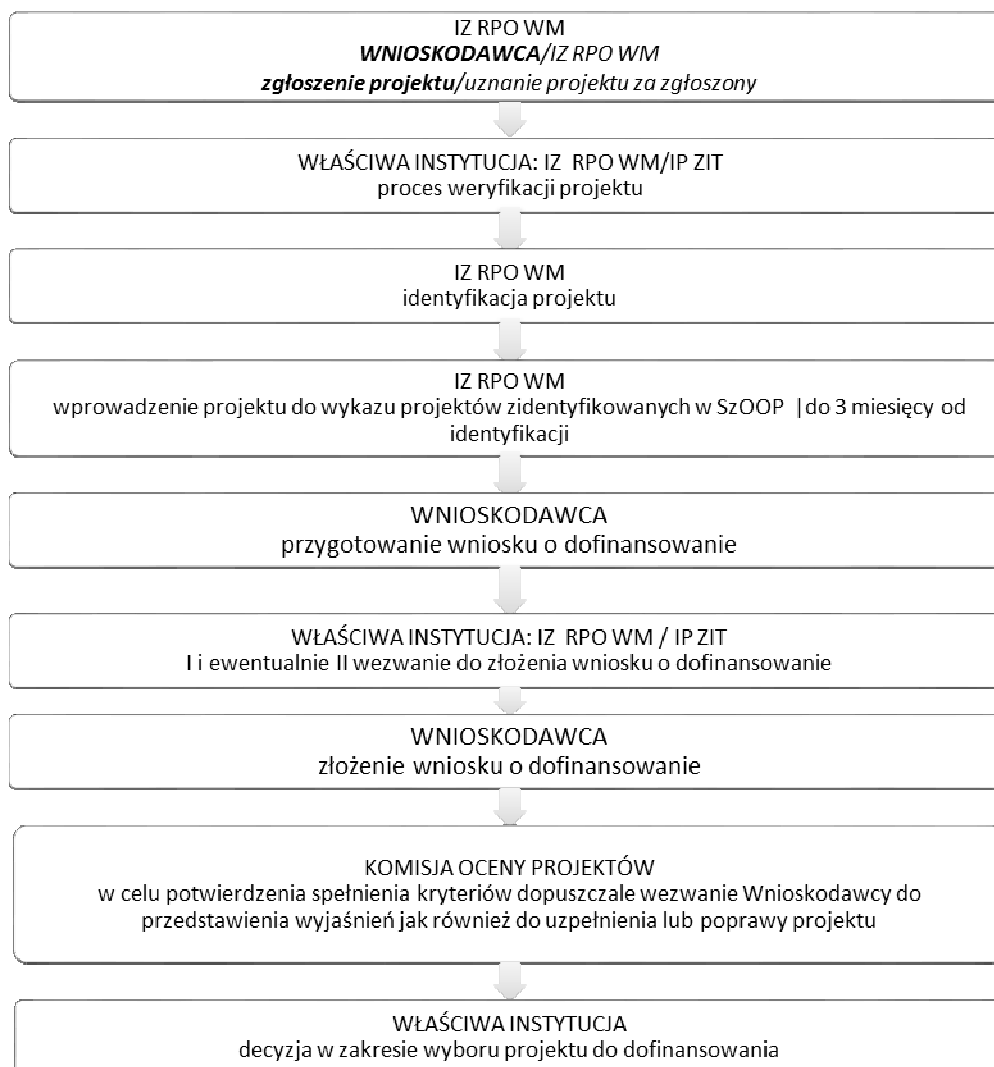 IZ RPO WM
WNIOSKODAWCA/IZ RPO WM
zgłoszenie projektu/uznanie projektu za zgłoszony
WŁAŚCIWA INSTYTUCJA: IZ RPO WM/IP ZIT
proces weryfikacji projektu
IZ RPO WM
identyfikacja projektu
IZ RPO WM
wprowadzenie projektu do wykazu projektów zidentyfikowanych w SzOOP |do 3 miesięcy od
identyfikacji
WNIOSKODAWCA
przygotowanie wniosku o dofinansowanie
WŁAŚCIWA INSTYTUCJA: IZ RPO WM / IP ZIT
I i ewentualnie II wezwanie do złożenia wniosku o dofinansowanie
WNIOSKODAWCA
złożenie wniosku o dofinansowanie
KOMISJA OCENY PROJEKTÓW
w celu potwierdzenia spełnienia kryteriów dopuszczale wezwanie Wnioskodawcy do
przedstawienia wyjaśnień jak również do uzpełnienia lub poprawy projektu
WŁAŚCIWA INSTYTUCJA
decyzja w zakresie wyboru projektu do dofinansowania